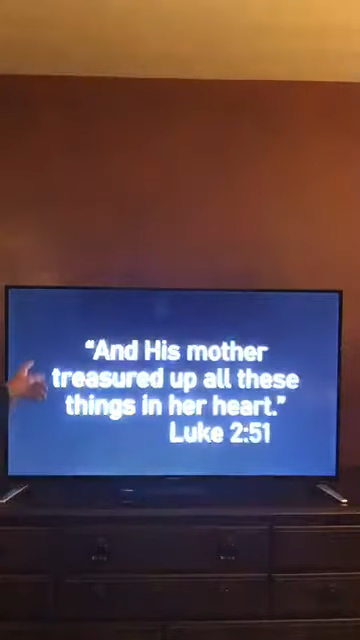 “And His mother
treasured up all these
things in her heart.”
Luke 2:51